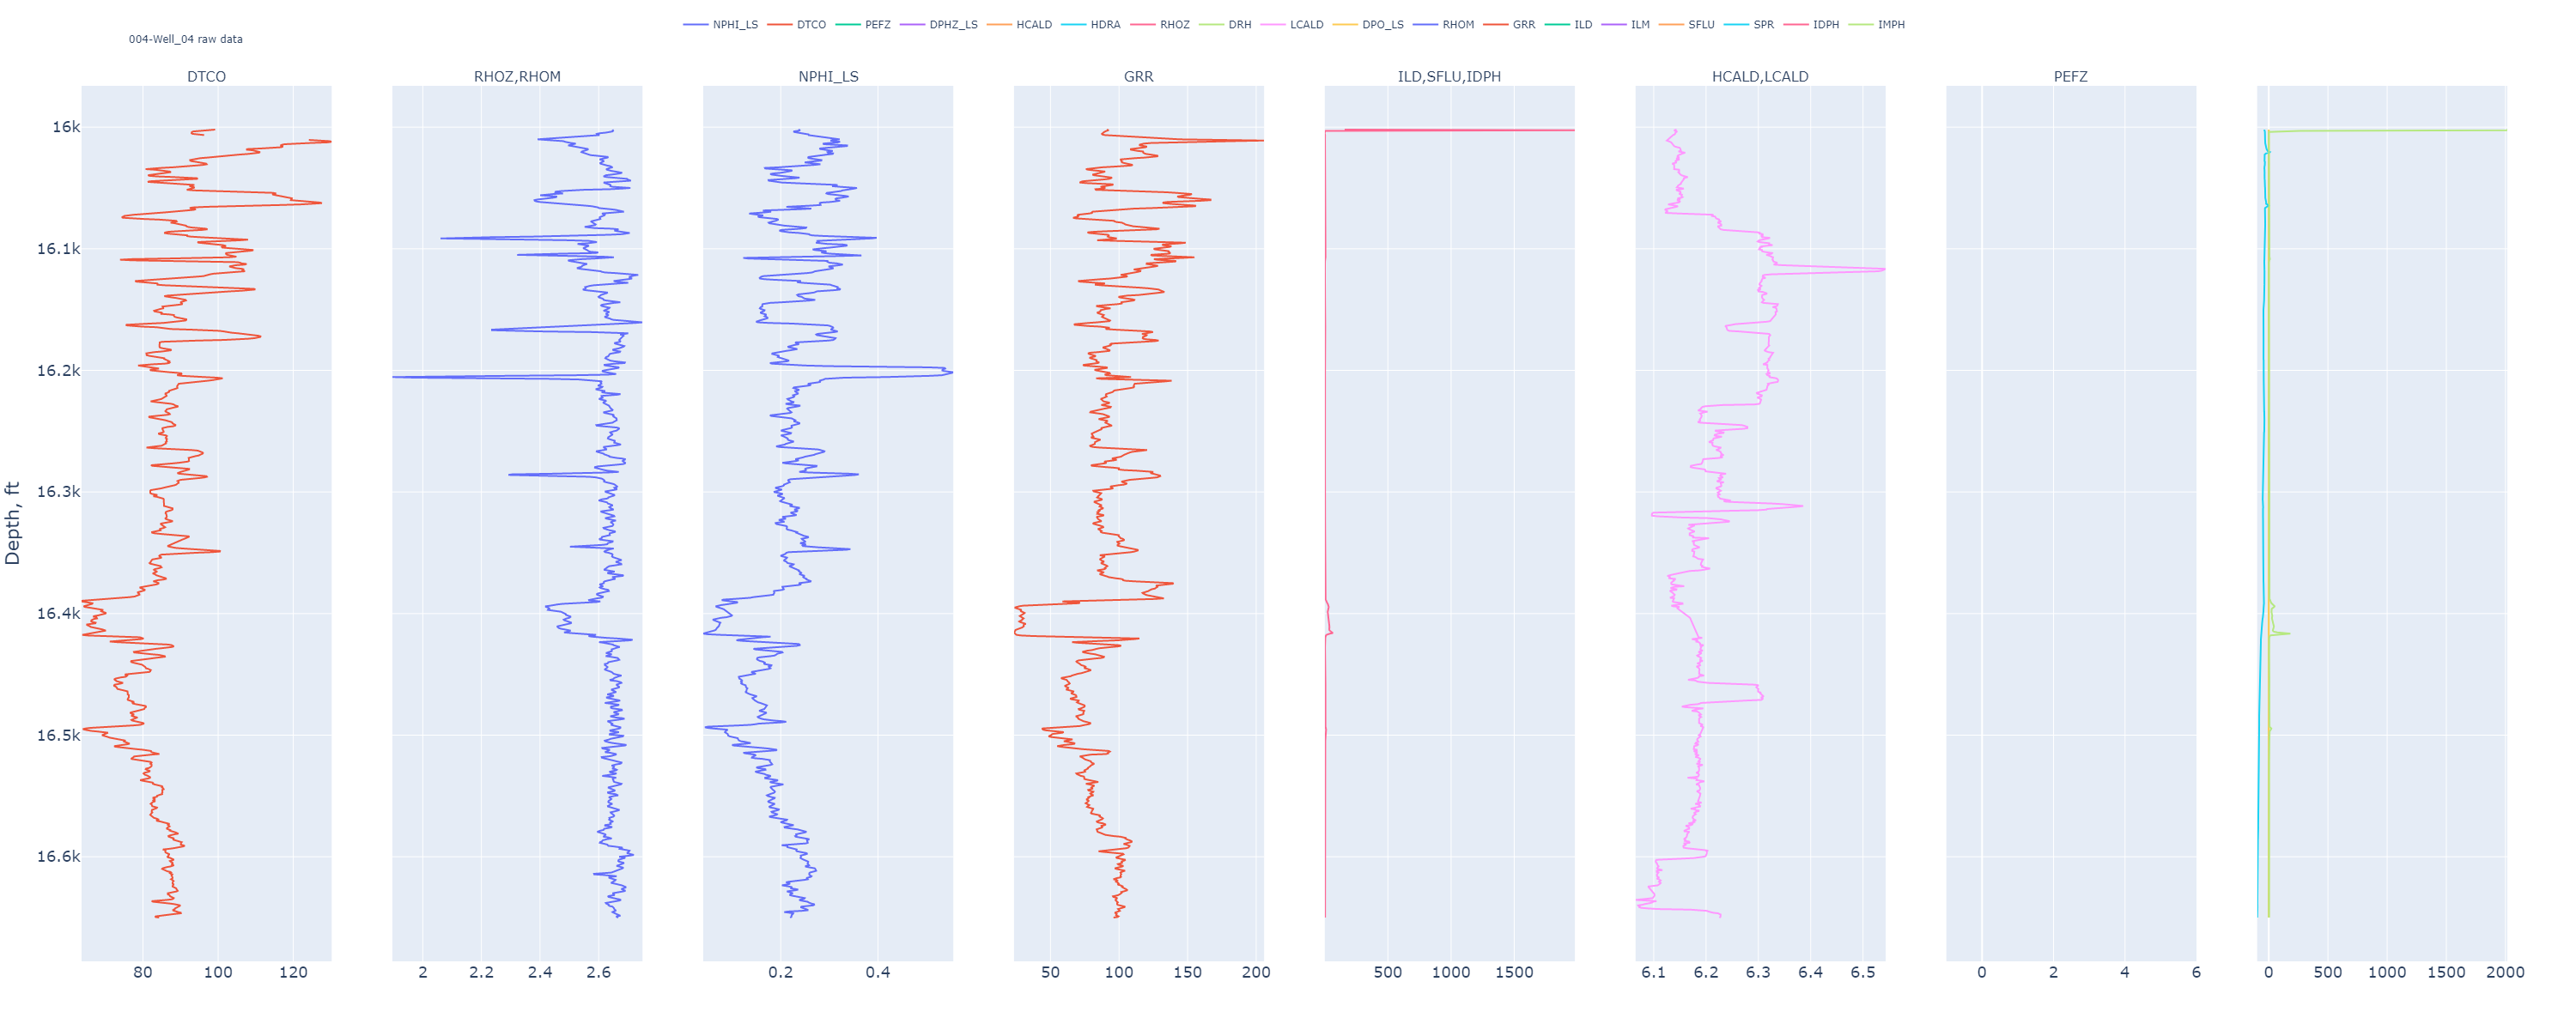 NPHI_LS DTCO PEFZ DPHZ_LS HCALD HDRA RHOZ DRH LCALD DPO_LS RHOM GRR ILD ILM SFLU SPR IDPH IMPH
004-Well_04 raw data
DTCO RHOZ,RHOM NPHI_LS GRR ILD,SFLU,IDPH HCALD,LCALD PEFZ
16k
16.1k
16.2k
16.3k
16.4k
16.5k
16.6k
Depth, ft
80 100 120 2 2.2 2.4 2.6 0.2 0.4 50 100 150 200 500 1000 1500 6.1 6.2 6.3 6.4 6.5 0 2 4 6 0 500 1000 1500 2000